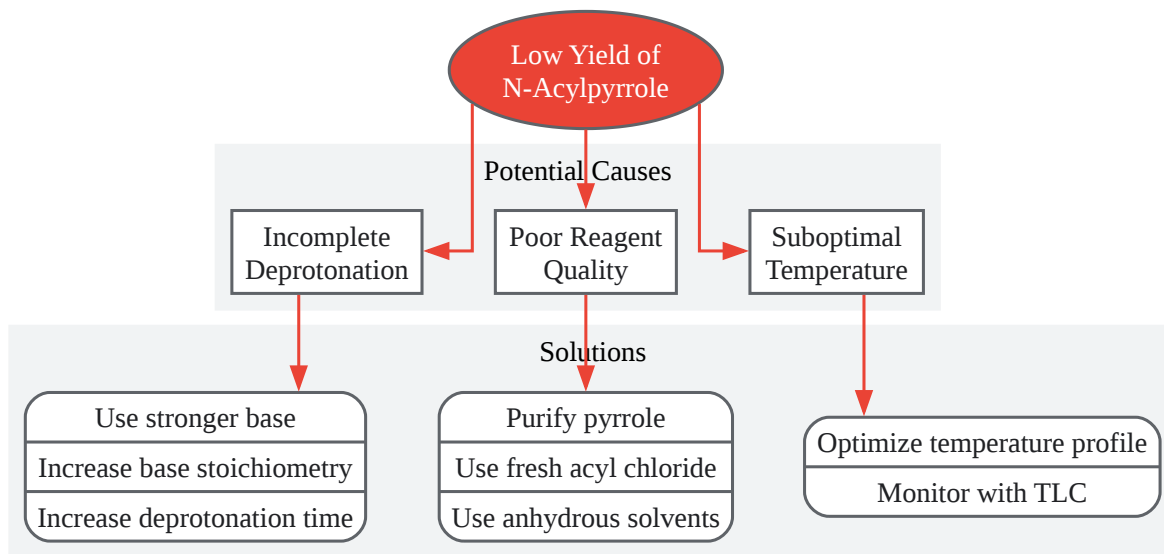 Low Yield of
N-Acylpyrrole
Potential Causes
Incomplete
Deprotonation
Poor Reagent
Quality
Suboptimal
Temperature
Solutions
Use stronger base
Increase base stoichiometry
Increase deprotonation time
Purify pyrrole
Use fresh acyl chloride
Use anhydrous solvents
Optimize temperature profile
Monitor with TLC